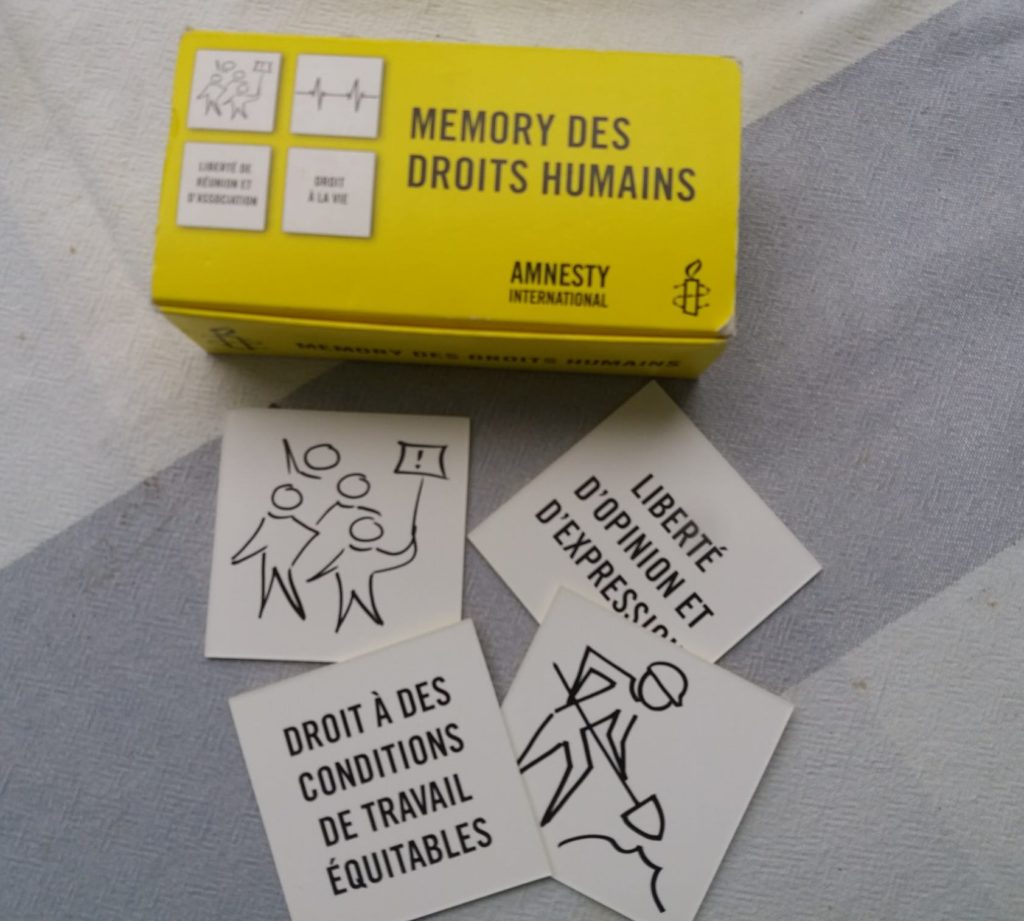 LIBERTÉ DE
RÉUNION ET
D'ASSOCIATION
DROIT
À LA VIE
MEMORY DES
DROITS HUMAINS
AMNESTY
INTERNATIONAL
MEMORY DES DROITS HUMAINS
!
LIBERTÉ
D'OPINION ET
D'EXPRESSION
DROIT À DES
CONDITIONS
DE TRAVAIL
ÉQUITABLES